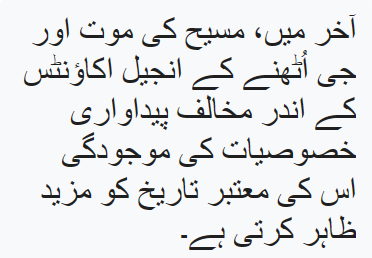 آخر میں، مسیح کی موت اور
جی اُٹھنے کے انجیل اکاؤنٹس
کے اندر مخالف پیداواری
خصوصیات کی موجودگی
اس کی معتبر تاریخ کو مزید
ظاہر کرتی ہے۔